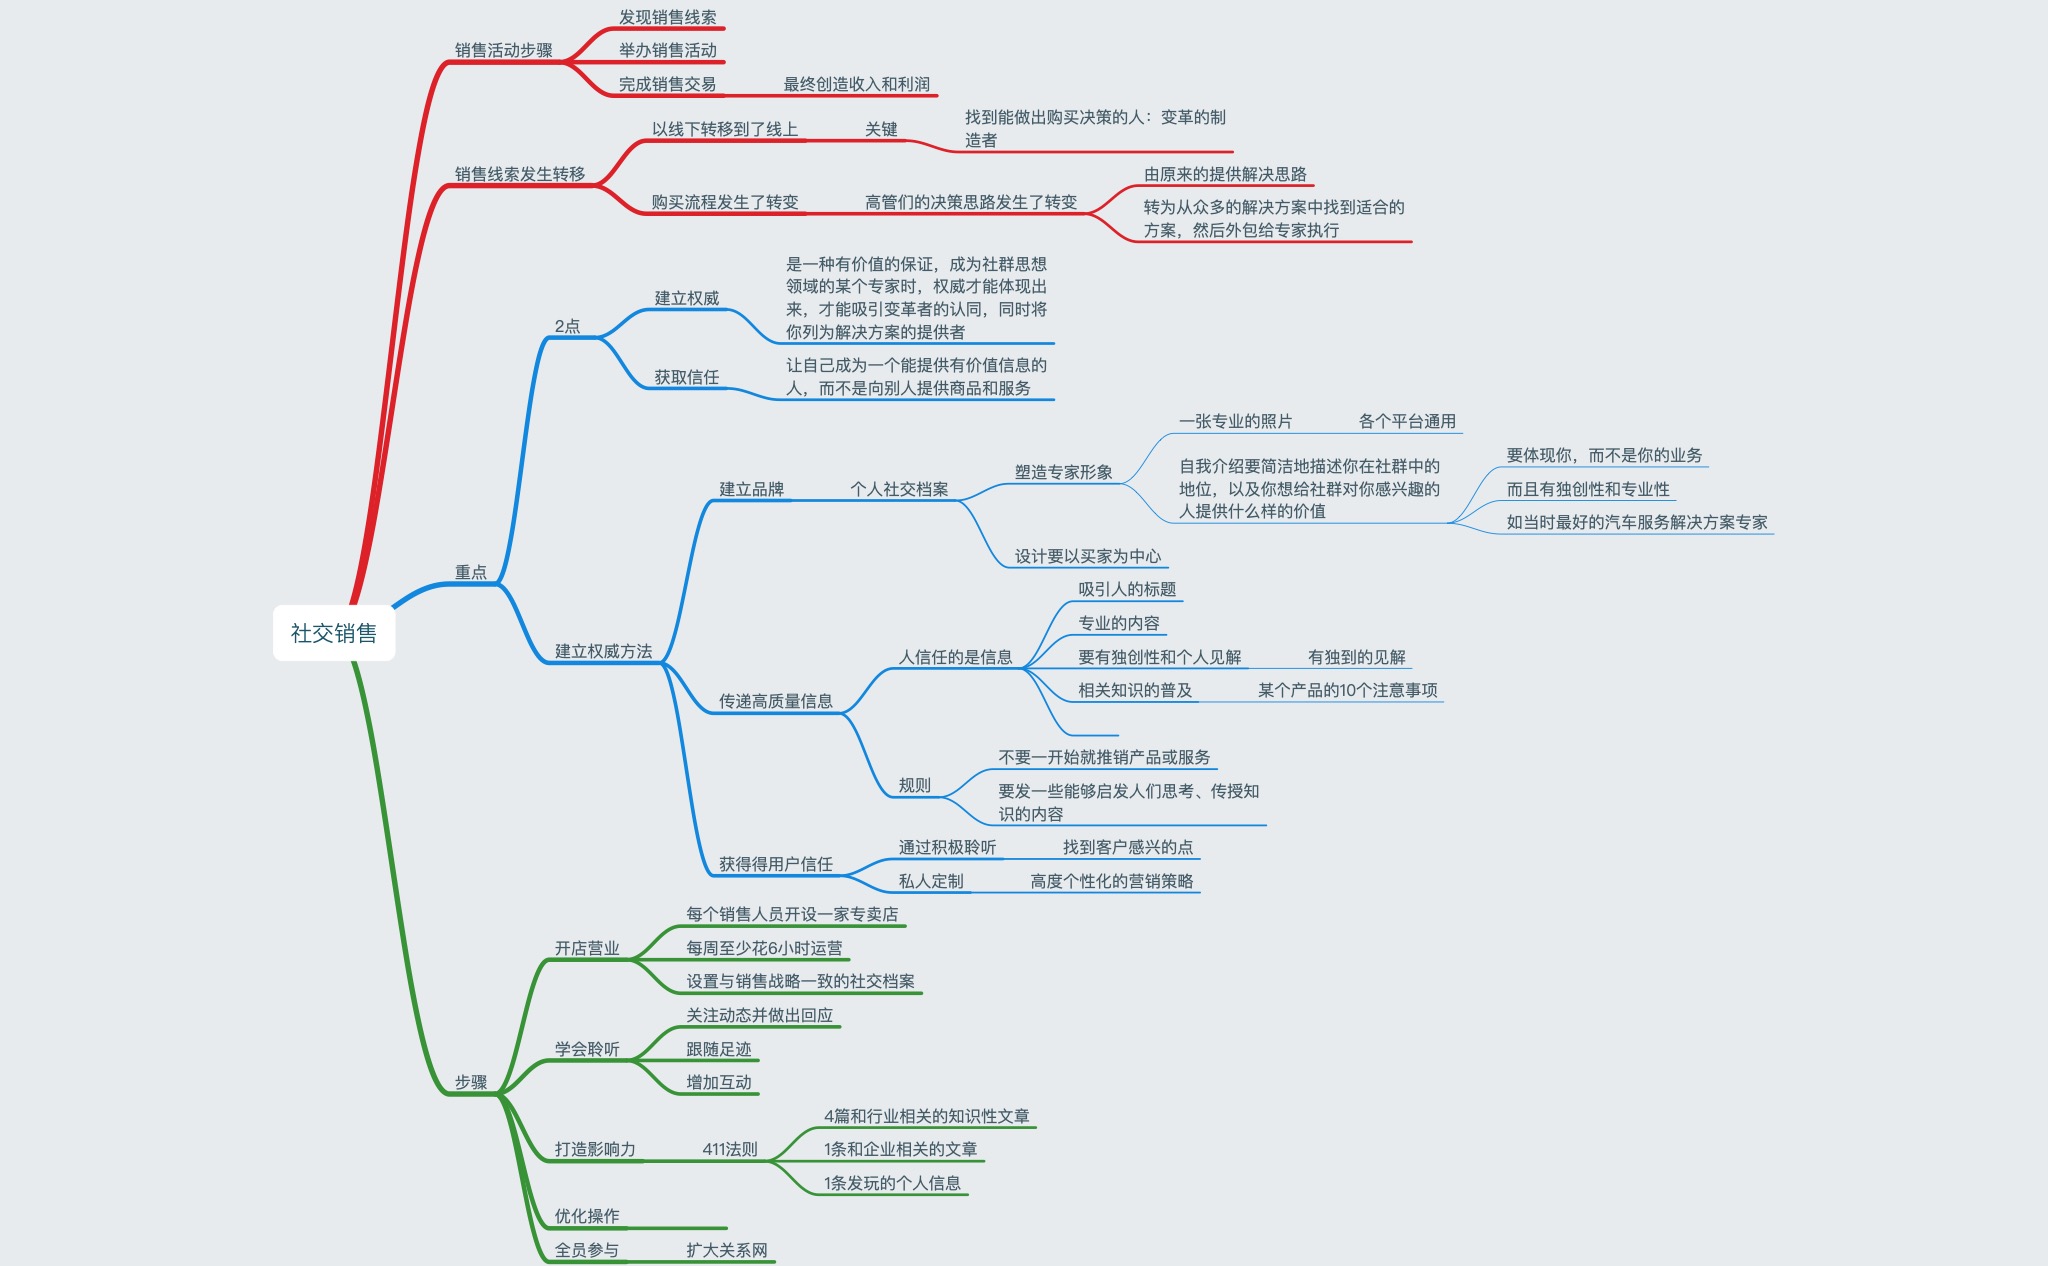 社交销售
销售活动步骤
发现销售线索
举办销售活动
完成销售交易
最终创造收入和利润
销售线索发生转移
以线下转移到了线上
关键
找到能做出购买决策的人：变革的制
造者
购买流程发生了转变
高管们的决策思路发生了转变
由原来的提供解决思路
转为从众多的解决方案中找到适合的
方案，然后外包给专家执行
重点
2点
建立权威
是一种有价值的保证，成为社群思想
领域的某个专家时，权威才能体现出
来，才能吸引变革者的认同，同时将
你列为解决方案的提供者
获取信任
让自己成为一个能提供有价值信息的
人，而不是向别人提供商品和服务
建立权威方法
建立品牌
个人社交档案
塑造专家形象
一张专业的照片
各个平台通用
自我介绍要简洁地描述你在社群中的
地位，以及你想给社群对你感兴趣的
人提供什么样的价值
要体现你，而不是你的业务
而且有独创性和专业性
如当时最好的汽车服务解决方案专家
设计要以买家为中心
传递高质量信息
人信任的是信息
吸引人的标题
专业的内容
要有独创性和个人见解
有独到的见解
相关知识的普及
某个产品的10个注意事项
规则
不要一开始就推销产品或服务
要发一些能够启发人们思考、传授知
识的内容
获得得用户信任
通过积极聆听
找到客户感兴的点
私人定制
高度个性化的营销策略
步骤
开店营业
每个销售人员开设一家专卖店
每周至少花6小时运营
设置与销售战略一致的社交档案
学会聆听
关注动态并做出回应
跟随足迹
增加互动
打造影响力
411法则
4篇和行业相关的知识性文章
1条和企业相关的文章
1条发玩的个人信息
优化操作
全员参与
扩大关系网